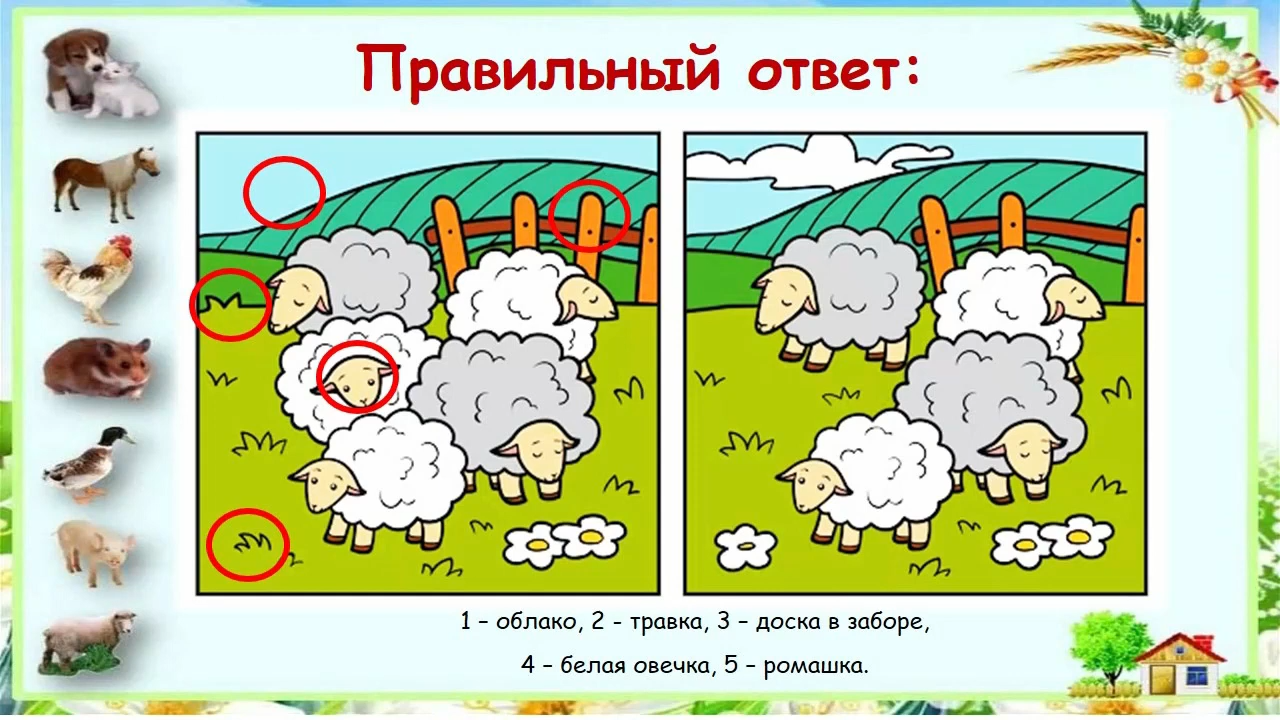 Правильный ответ:
1 – облако, 2 - травка, 3 – доска в заборе,
4 – белая овечка, 5 – ромашка.